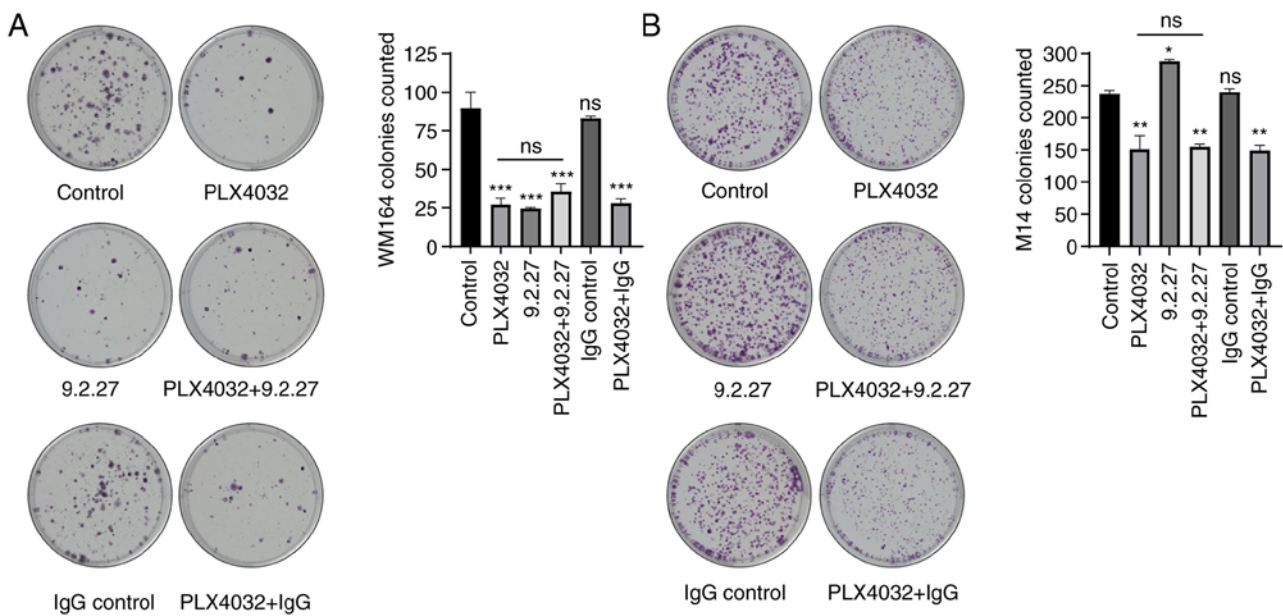 A
Control
PLX4032
9.2.27
PLX4032+9.2.27
IgG control
PLX4032+IgG
WM164 colonies counted
125
100
75
50
25
0
ns
***
***
***
ns
***
Control
PLX4032
9.2.27
PLX4032+9.2.27
IgG control
PLX4032+IgG
B
Control
PLX4032
9.2.27
PLX4032+9.2.27
IgG control
PLX4032+IgG
M14 colonies counted
300
250
200
150
100
50
0
ns
**
*
**
ns
**
Control
PLX4032
9.2.27
PLX4032+9.2.27
IgG control
PLX4032+IgG